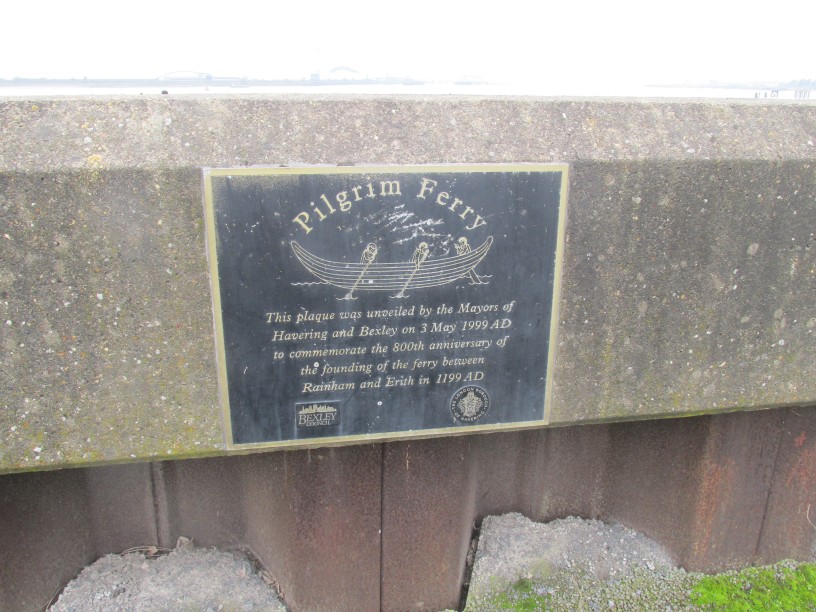 Pilgrim Ferry
This plaque was unveiled by the Mayors of
Havering and Bexley on 3 May 1999 AD
to commemorate the 800th anniversary of
the founding of the ferry between
Rainham and Erith in 1199 AD
BEXLEY
COUNCIL